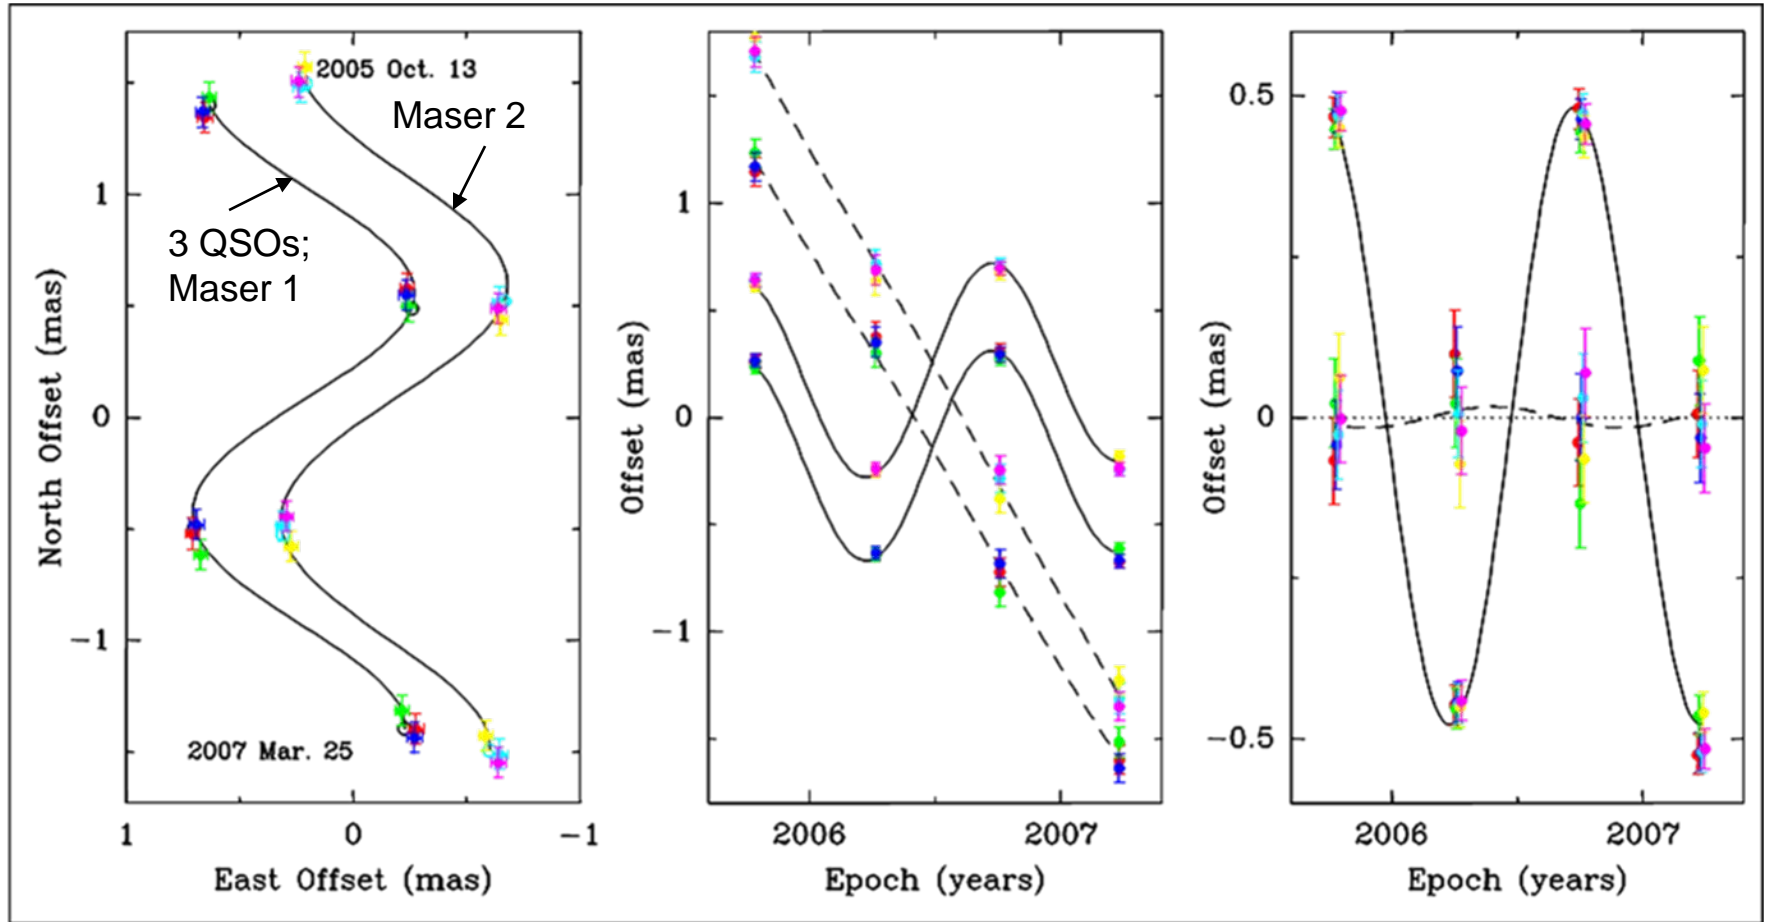 2005 Oct. 13
Maser 2
3 QSOs;
Maser 1
2007 Mar. 25
North Offset (mas)
1
0
−1
1 0 −1
East Offset (mas)
Offset (mas)
1
0
−1
2006 2007
Epoch (years)
Offset (mas)
0.5
0
−0.5
2006 2007
Epoch (years)